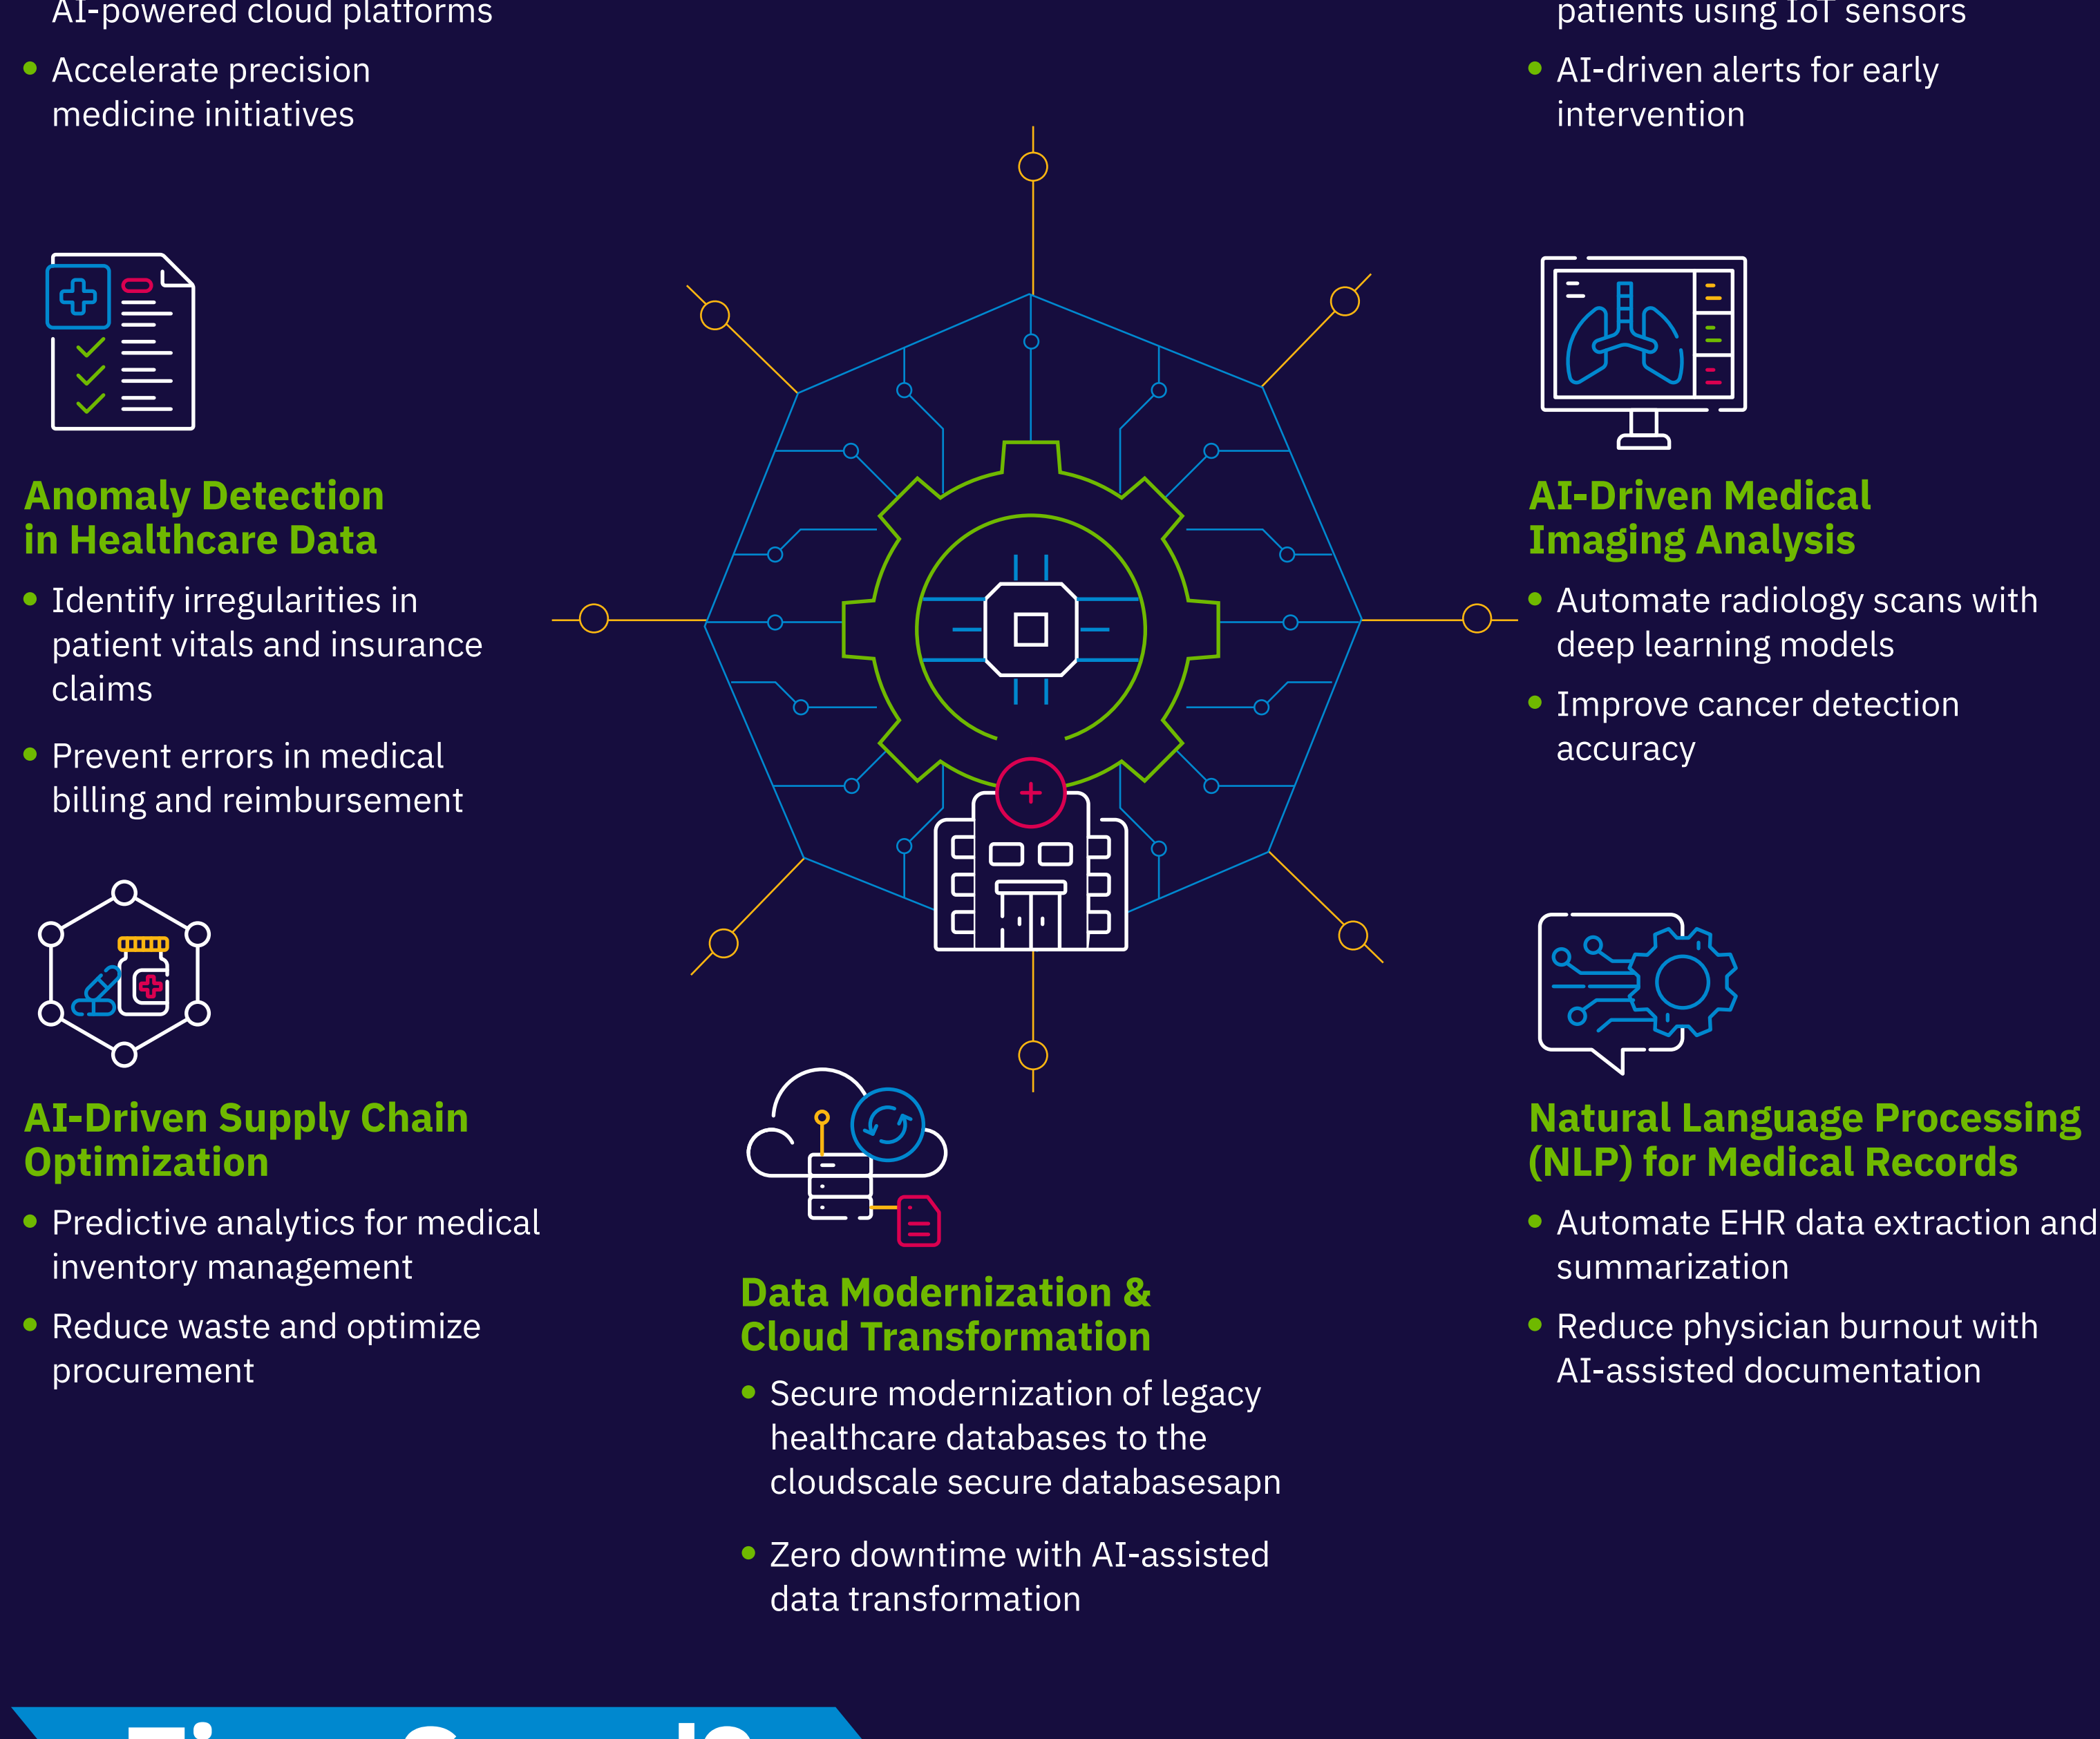 AI-powered cloud platforms
Accelerate precision
medicine initiatives
patients using IoT sensors
AI-driven alerts for early
intervention
Anomaly Detection
in Healthcare Data
Identify irregularities in
patient vitals and insurance
claims
Prevent errors in medical
billing and reimbursement
AI-Driven Medical
Imaging Analysis
Automate radiology scans with
deep learning models
Improve cancer detection
accuracy
AI-Driven Supply Chain
Optimization
Predictive analytics for medical
inventory management
Reduce waste and optimize
procurement
Data Modernization &
Cloud Transformation
Secure modernization of legacy
healthcare databases to the
cloudscale secure databasesapn
Zero downtime with AI-assisted
data transformation
Natural Language Processing
(NLP) for Medical Records
Automate EHR data extraction and
summarization
Reduce physician burnout with
AI-assisted documentation